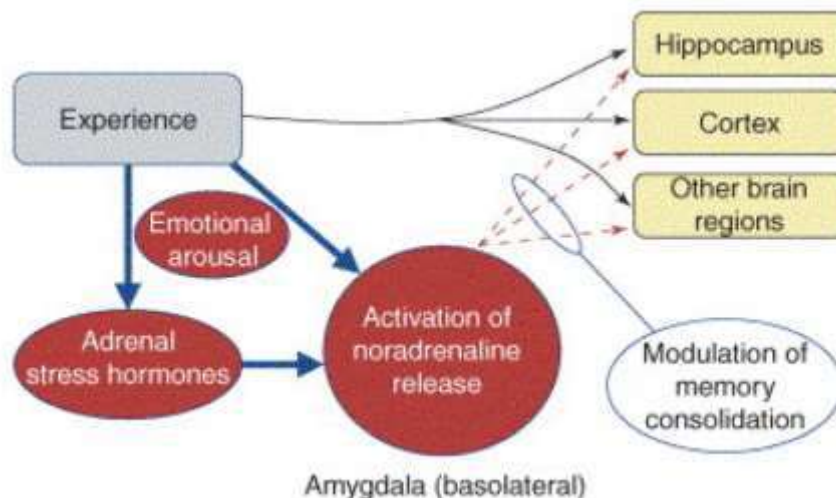 Hippocampus
Experience
Cortex
Emotional
arousal
Other brain
regions
Activation of
noradrenaline
release
Adrenal
stress hormones
Modulation of
memory
consolidation
Amygdala (basolateral)